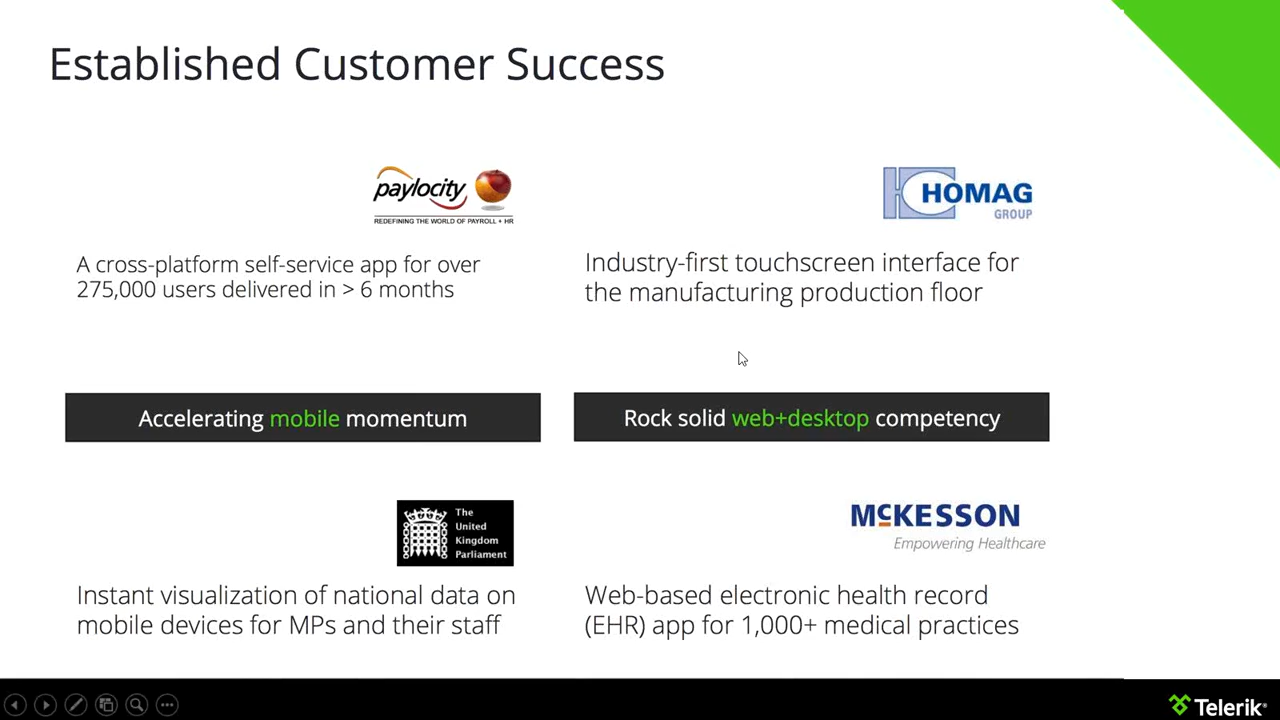 Established Customer Success
paylocity
REDEFINING THE WORLD OF PAYROLL + HR
A cross-platform self-service app for over
275,000 users delivered in > 6 months
HOMAG
GROUP
Industry-first touchscreen interface for
the manufacturing production floor
Accelerating mobile momentum
Rock solid web+desktop competency
The
United
Kingdom
Parliament
Instant visualization of national data on
mobile devices for MPs and their staff
McKESSON
Empowering Healthcare
Web-based electronic health record
(EHR) app for 1,000+ medical practices
Telerik®